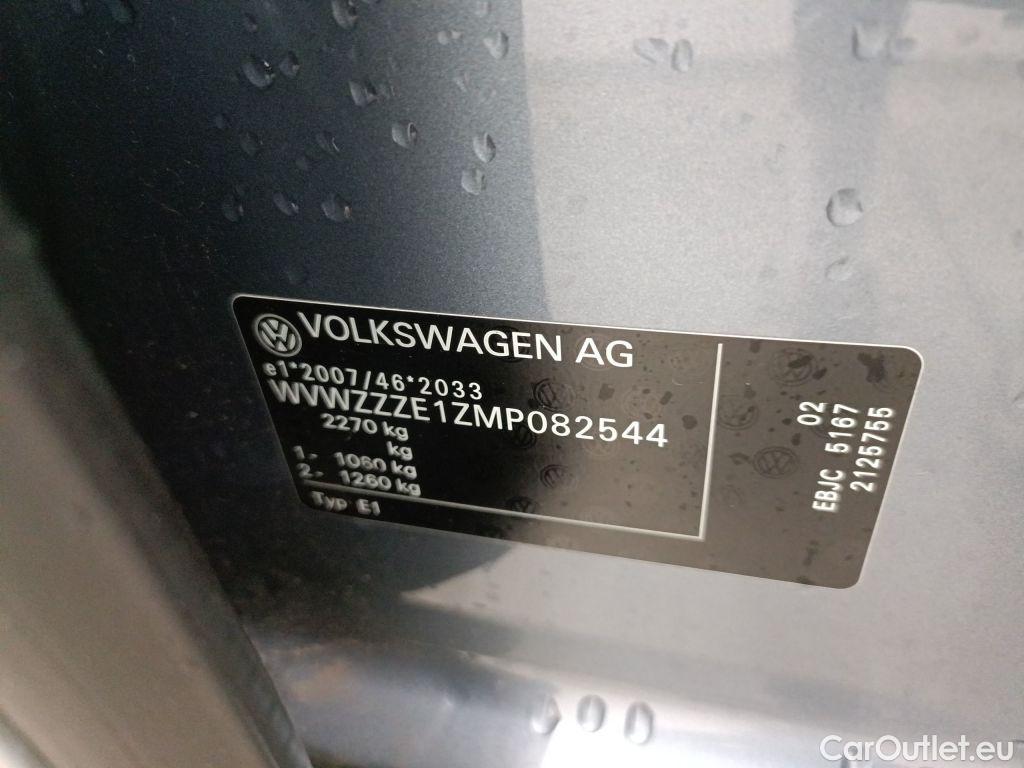 VOLKSWAGEN AG
e1*2007/46*2033
WVWZZZE1ZMP082544
2270 kg
kg
1.- 1060 kg
2.- 1260 kg
Typ E1
02
EBJC 5167
2125755
CarOutlet.eu